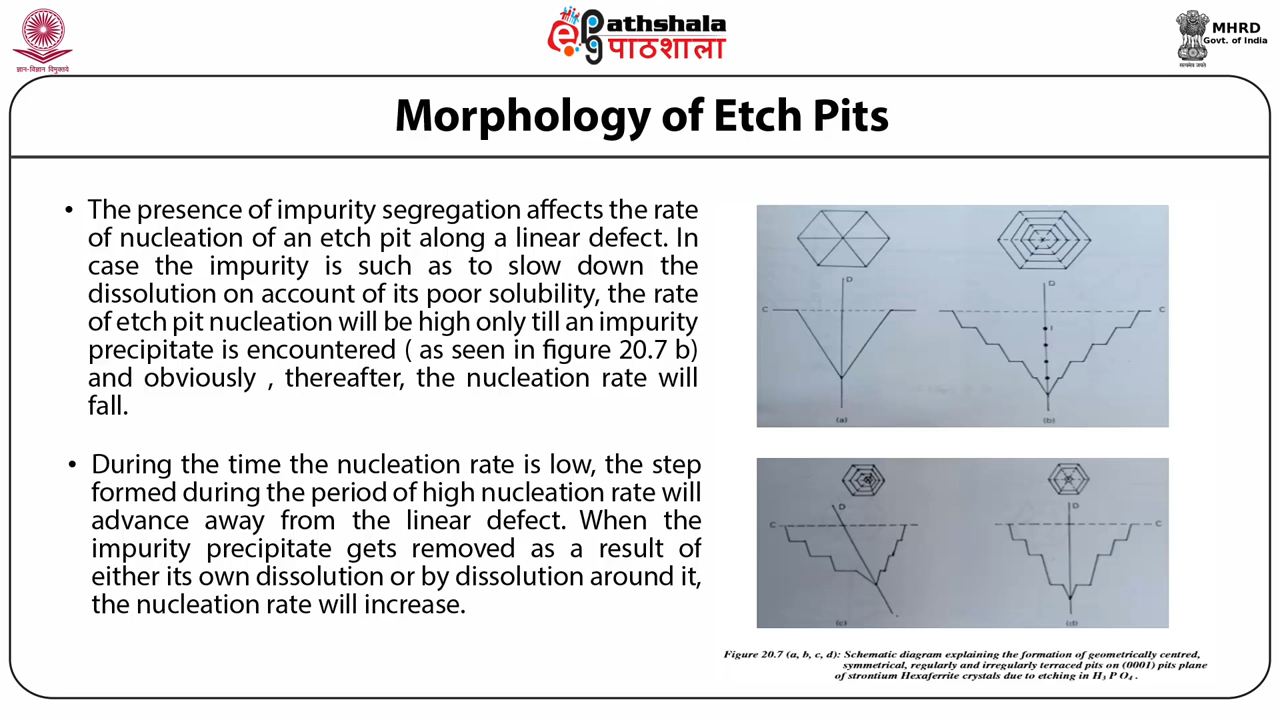 ज्ञान-विज्ञान विमुक्तये
epg Pathshala
पाठशाला
MHRD
Govt. of India
सत्यमेव जयते
Morphology of Etch Pits
• The presence of impurity segregation affects the rate
of nucleation of an etch pit along a linear defect. In
case the impurity is such as to slow down the
dissolution on account of its poor solubility, the rate
of etch pit nucleation will be high only till an impurity
precipitate is encountered ( as seen in figure 20.7 b)
and obviously , thereafter, the nucleation rate will
fall.
• During the time the nucleation rate is low, the step
formed during the period of high nucleation rate will
advance away from the linear defect. When the
impurity precipitate gets removed as a result of
either its own dissolution or by dissolution around it,
the nucleation rate will increase.
D
D
C
C
I
(a)
(b)
D
D
C
C
(c)
(d)
Figure 20.7 (a, b, c, d): Schematic diagram explaining the formation of geometrically centred,
symmetrical, regularly and irregularly terraced pits on (0001) pits plane
of strontium Hexaferrite crystals due to etching in H₃ P O₄ .